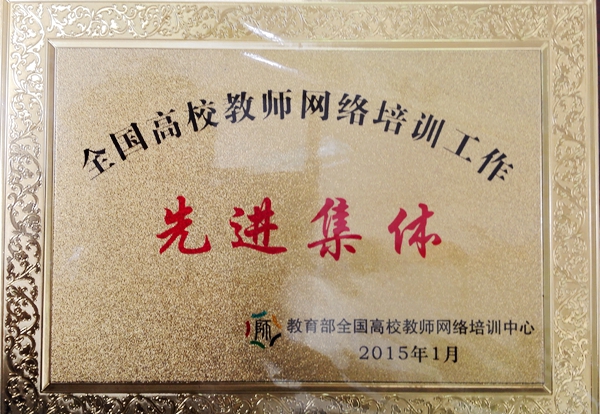 全国高校教师网络培训工作
先进集体
师 教育部全国高校教师网络培训中心
2015年1月